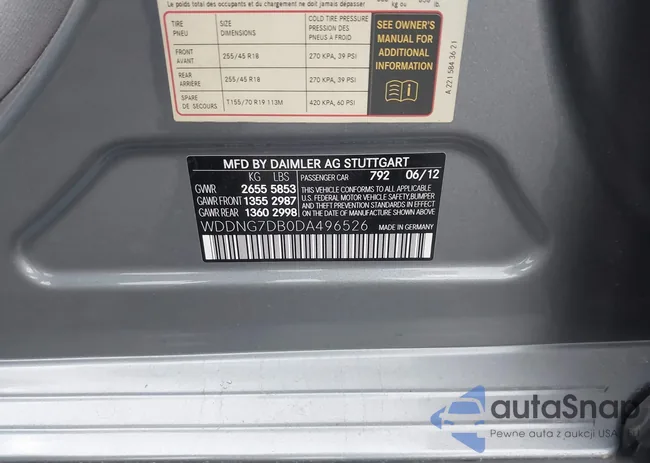 poids total des occupants et du chargement ne doit jamais dépasser
kg ou lb.
TIRE PNEU
SIZE DIMENSIONS
COLD TIRE PRESSURE PRESSION DES PNEUS A FROID
FRONT AVANT
255/45 R18
270 KPA, 39 PSI
REAR ARRIÈRE
255/45 R18
270 KPA, 39 PSI
SPARE DE SECOURS
T155/70 R19 113M
420 KPA, 60 PSI
SEE OWNER'S
MANUAL FOR
ADDITIONAL
INFORMATION
A 221 584 36 21
MFD BY DAIMLER AG STUTTGART
KG LBS PASSENGER CAR 792 06/12
GVWR 2655 5853
GAWR FRONT 1355 2987
GAWR REAR 1360 2998
THIS VEHICLE CONFORMS TO ALL APPLICABLE
U.S. FEDERAL MOTOR VEHICLE SAFETY, BUMPER
AND THEFT PREVENTION STANDARDS IN EFFECT
ON THE DATE OF MANUFACTURE SHOWN ABOVE.
WDDNG7DB0DA496526
MADE IN GERMANY
autaSnap
Pewne auta z aukcji USA i EU